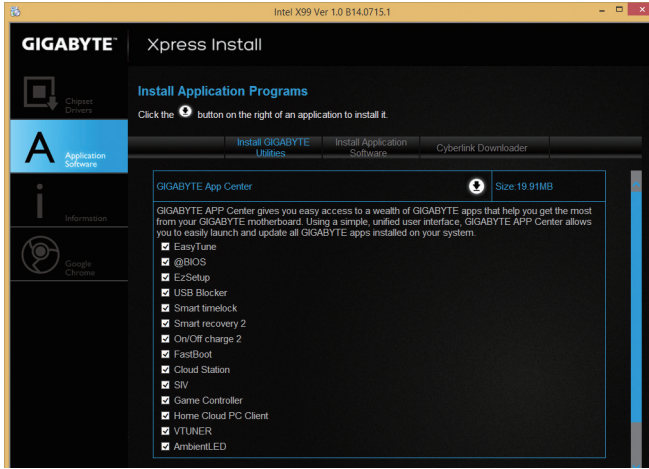 Intel X99 Ver 1.0 B14.0715.1
GIGABYTE™
Xpress Install
Chipset
Drivers
A
Application
Software
Information
Google
Chrome
Install Application Programs
Click the button on the right of an application to install it.
Install GIGABYTE
Utilities
Install Application
Software
Cyberlink Downloader
GIGABYTE App Center
Size:19.91MB
GIGABYTE APP Center gives you easy access to a wealth of GIGABYTE apps that help you get the most
from your GIGABYTE motherboard. Using a simple, unified user interface, GIGABYTE APP Center allows
you to easily launch and update all GIGABYTE apps installed on your system.
EasyTune
@BIOS
EzSetup
USB Blocker
Smart timelock
Smart recovery 2
On/Off charge 2
FastBoot
Cloud Station
SIV
Game Controller
Home Cloud PC Client
VTUNER
AmbientLED